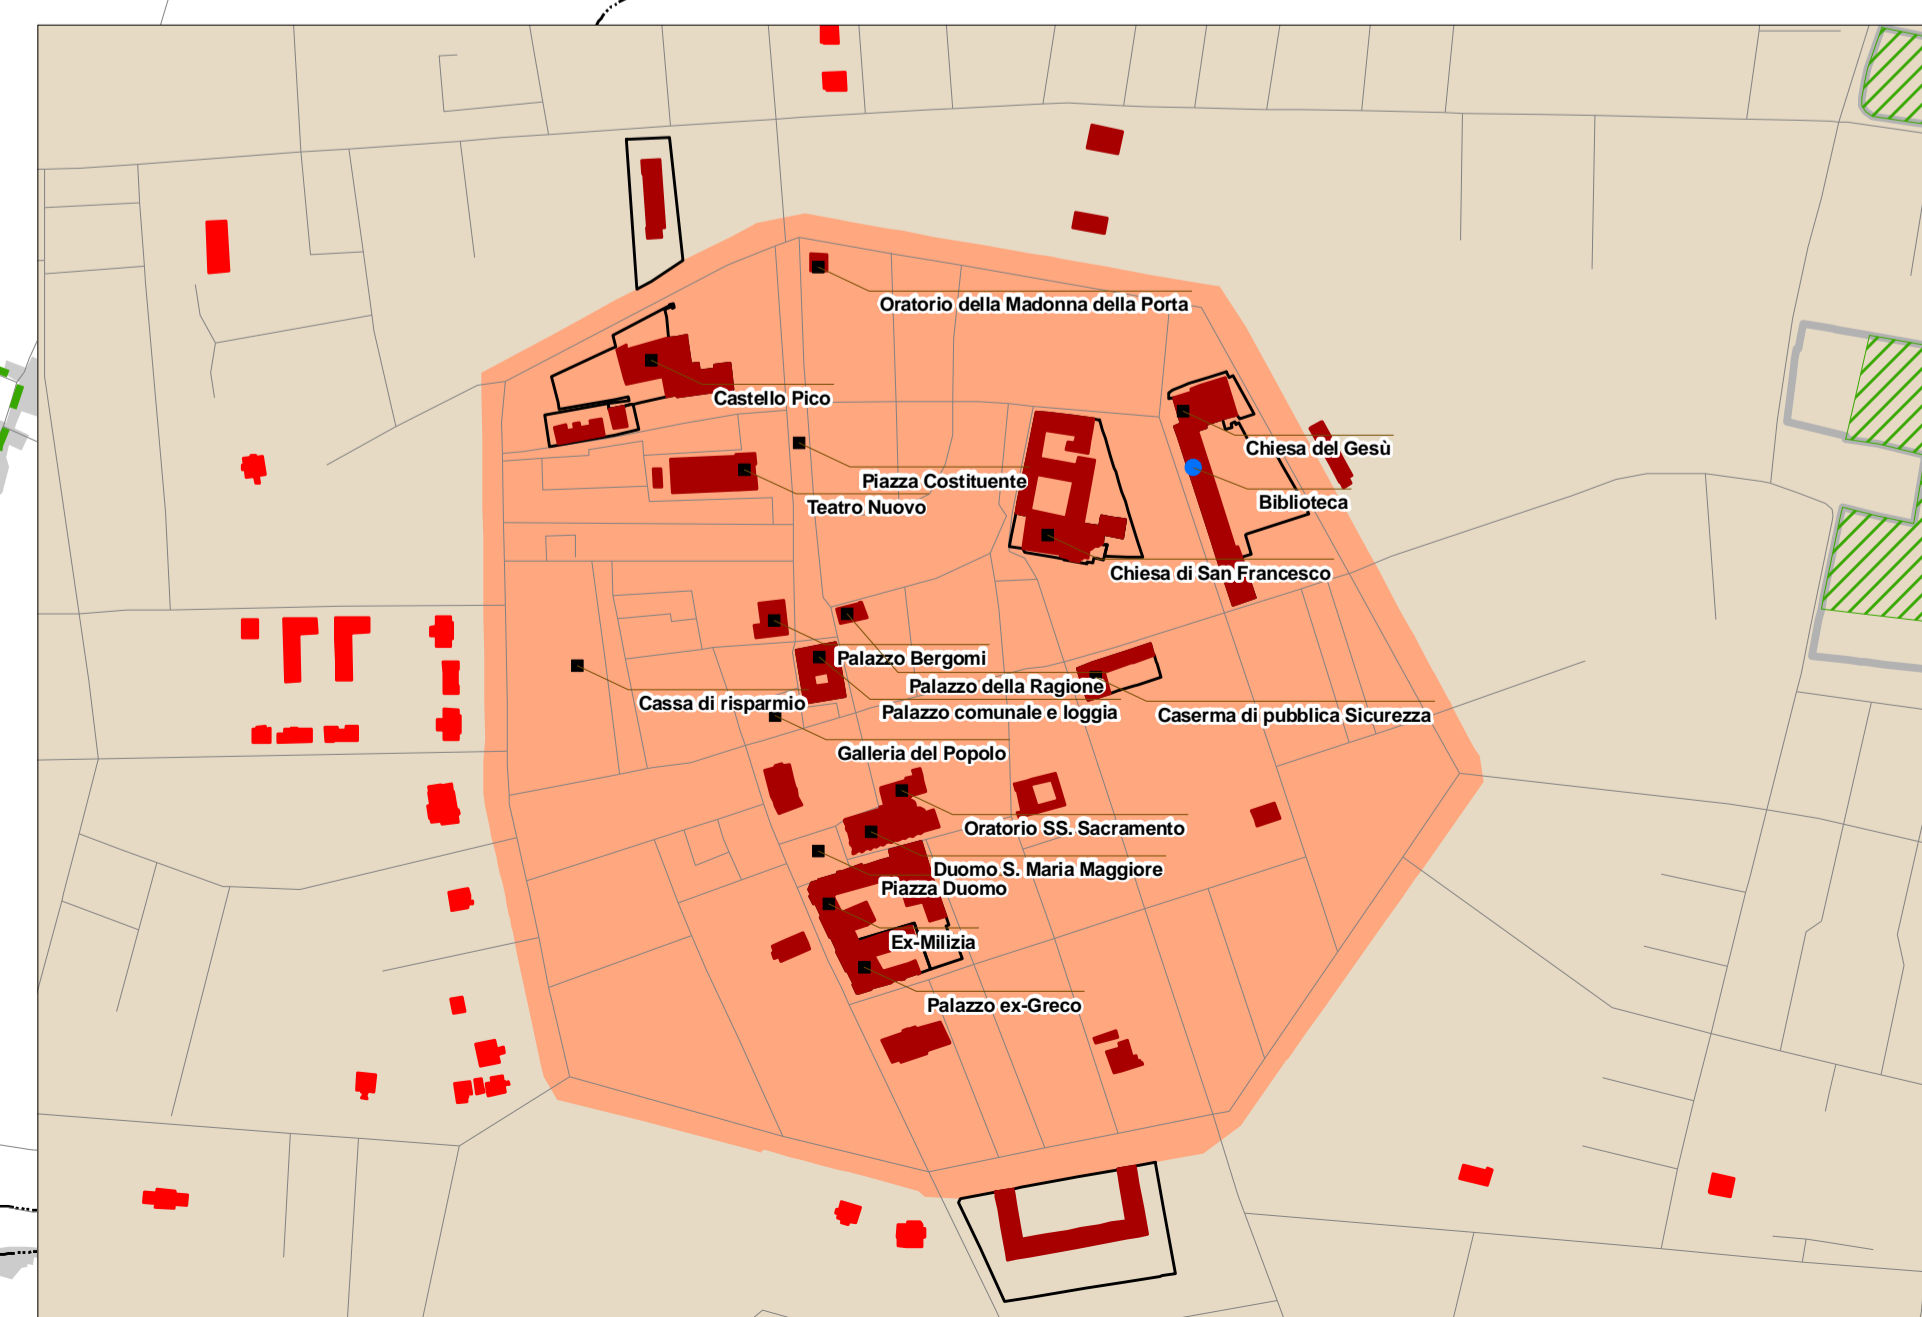 Oratorio della Madonna della Porta
Castello Pico
Chiesa del Gesù
Piazza Costituente
Biblioteca
Teatro Nuovo
Chiesa di San Francesco
Palazzo Bergomi
Palazzo della Ragione
Cassa di risparmio
Palazzo comunale e loggia
Caserma di pubblica Sicurezza
Galleria del Popolo
Oratorio SS. Sacramento
Duomo S. Maria Maggiore
Piazza Duomo
Ex-Milizia
Palazzo ex-Greco